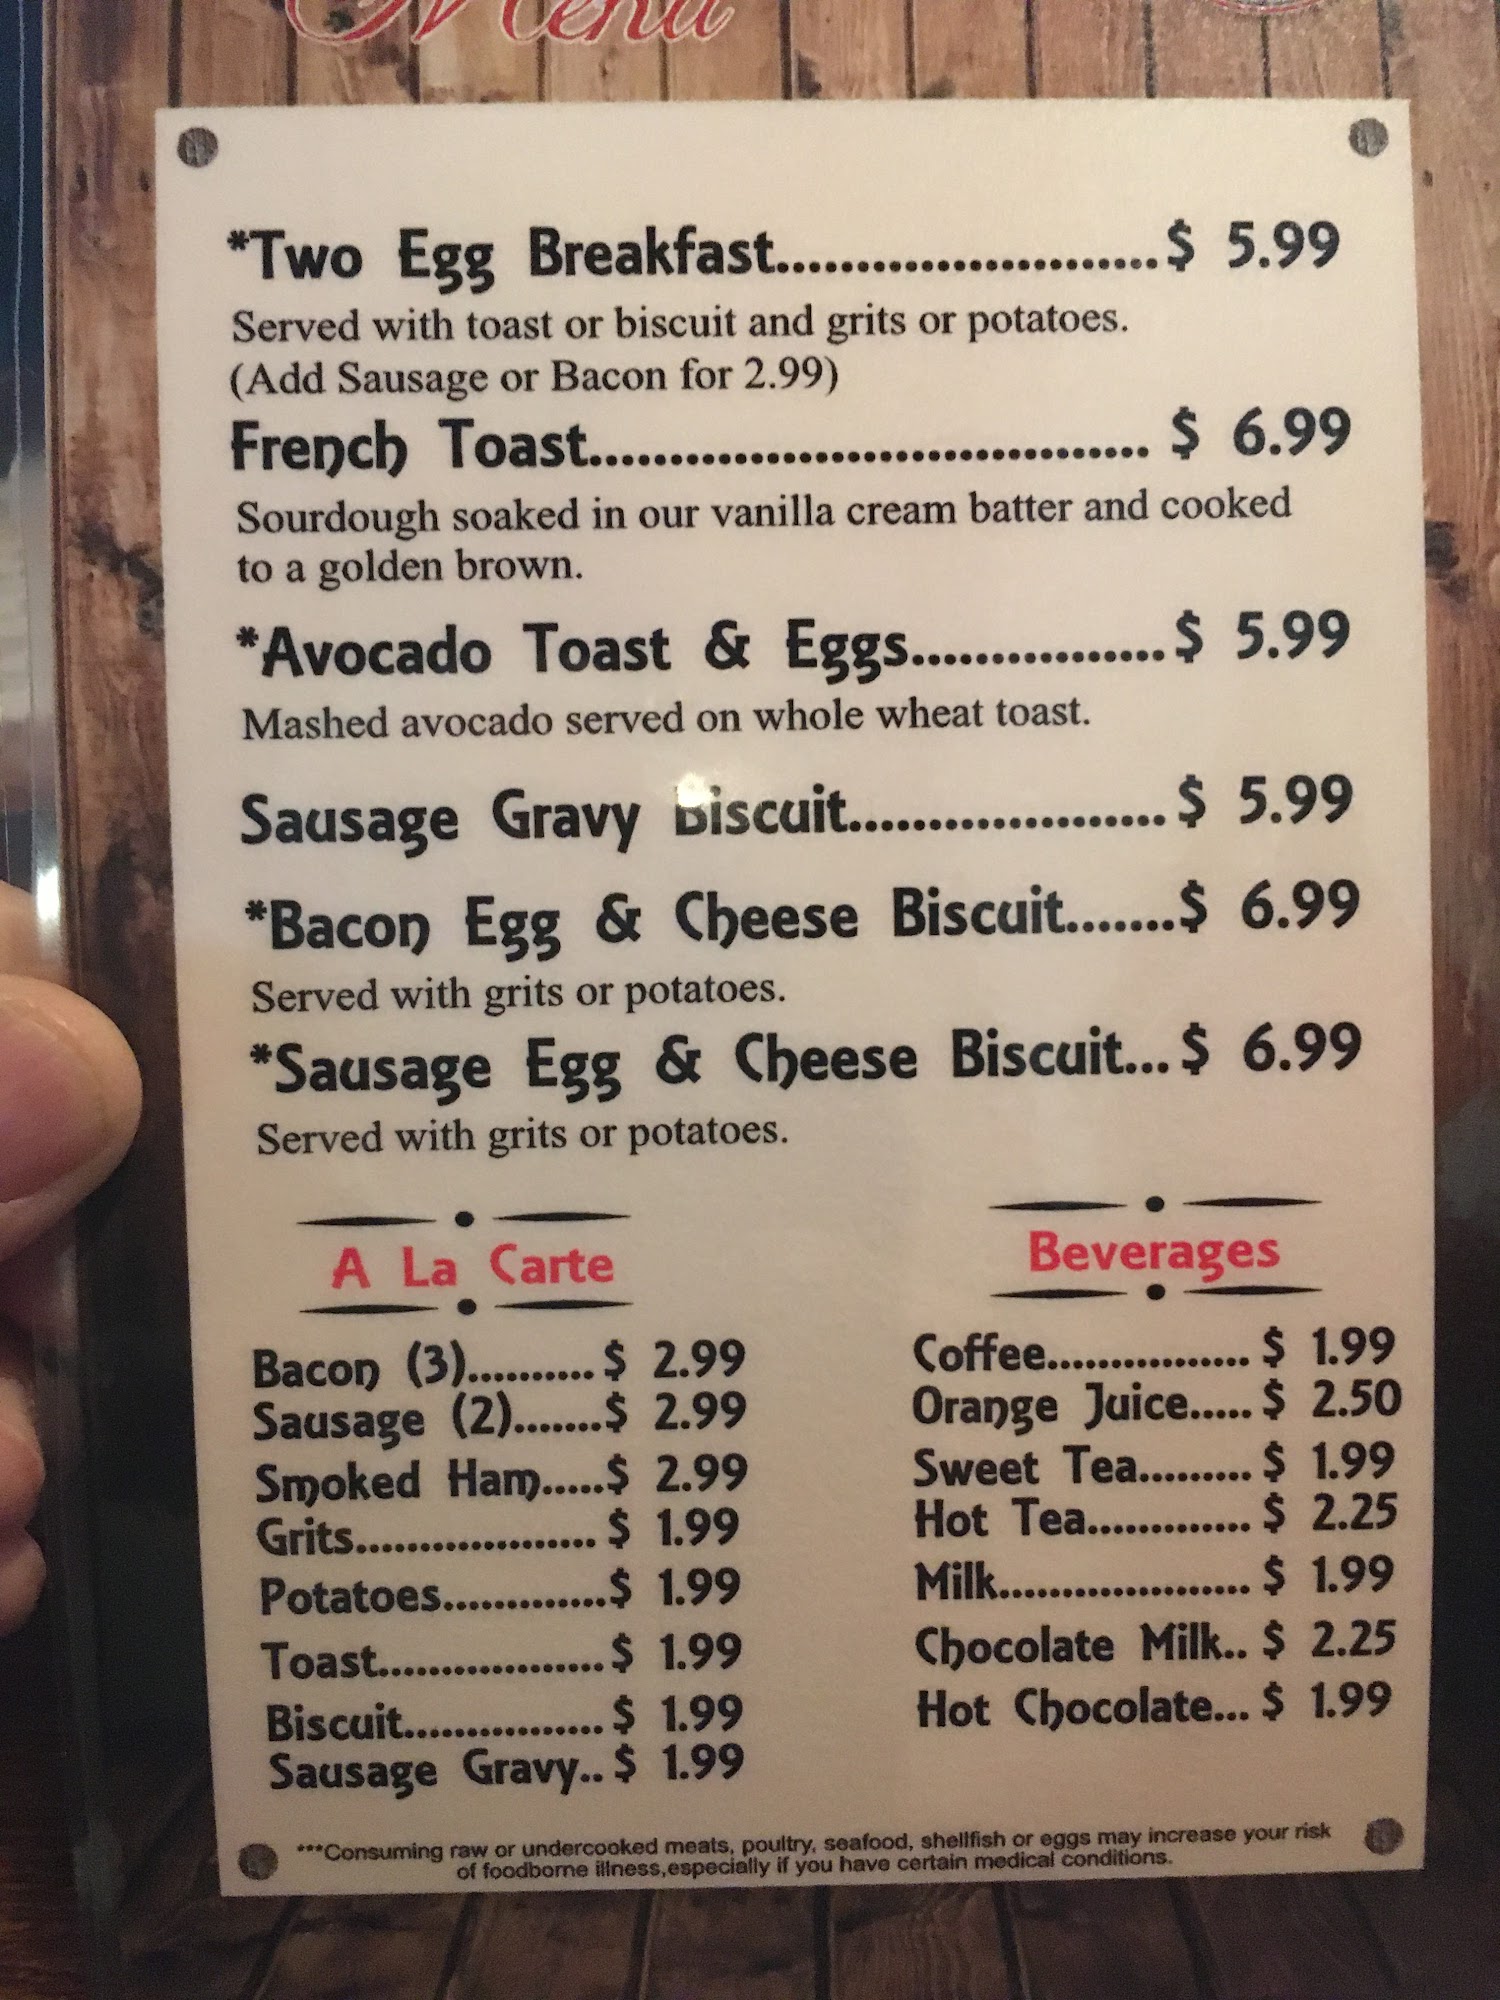 Menu
*Two Egg Breakfast........................$ 5.99
Served with toast or biscuit and grits or potatoes.
(Add Sausage or Bacon for 2.99)
French Toast................................... $ 6.99
Sourdough soaked in our vanilla cream batter and cooked
to a golden brown.
*Avocado Toast & Eggs................$ 5.99
Mashed avocado served on whole wheat toast.
Sausage Gravy Biscuit....................$ 5.99
*Bacon Egg & Cheese Biscuit.......$ 6.99
Served with grits or potatoes.
*Sausage Egg & Cheese Biscuit...$ 6.99
Served with grits or potatoes.
A La Carte
Bacon (3)..........$ 2.99
Sausage (2).......$ 2.99
Smoked Ham.....$ 2.99
Grits................... $ 1.99
Potatoes.............$ 1.99
Toast..................$ 1.99
Biscuit................ $ 1.99
Sausage Gravy.. $ 1.99
Beverages
Coffee................ $ 1.99
Orange Juice..... $ 2.50
Sweet Tea......... $ 1.99
Hot Tea............. $ 2.25
Milk.................... $ 1.99
Chocolate Milk.. $ 2.25
Hot Chocolate... $ 1.99
***Consuming raw or undercooked meats, poultry, seafood, shellfish or eggs may increase your risk
of foodborne illness,especially if you have certain medical conditions.